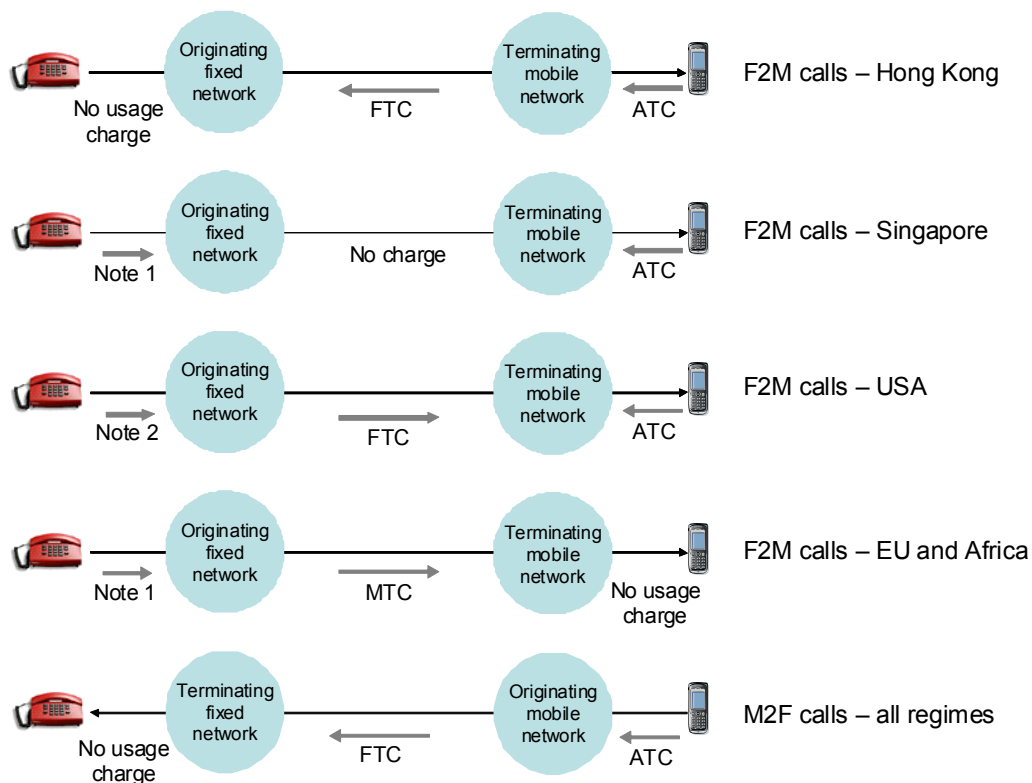 Originating
fixed
network
Terminating
mobile
network
F2M calls – Hong Kong
No usage
charge
FTC
ATC
Originating
fixed
network
Terminating
mobile
network
F2M calls – Singapore
Note 1
No charge
ATC
Originating
fixed
network
Terminating
mobile
network
F2M calls – USA
Note 2
FTC
ATC
Originating
fixed
network
Terminating
mobile
network
F2M calls – EU and Africa
Note 1
MTC
No usage
charge
Terminating
fixed
network
Originating
mobile
network
M2F calls – all regimes
No usage
charge
FTC
ATC